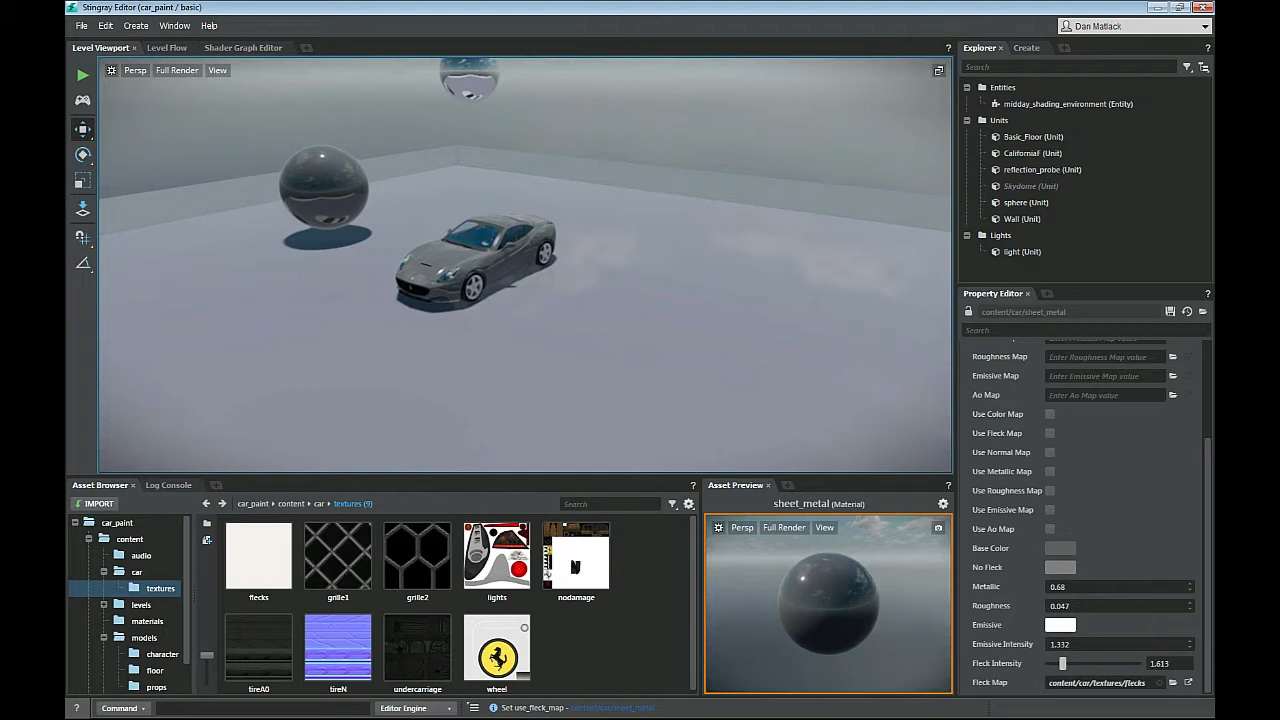 Stingray Editor (car_paint / basic)
File Edit Create Window Help
Dan Matlack
Level Viewport Level Flow Shader Graph Editor
Persp Full Render View
Explorer Create
Search
Entities
midday_shading_environment (Entity)
Units
Basic_Floor (Unit)
CaliforniaF (Unit)
reflection_probe (Unit)
Skydome (Unit)
sphere (Unit)
Wall (Unit)
Lights
light (Unit)
Property Editor
content/car/sheet_metal
Search
Roughness Map Enter Roughness Map value
Emissive Map Enter Emissive Map value
Ao Map Enter Ao Map value
Use Color Map
Use Fleck Map
Use Normal Map
Use Metallic Map
Use Roughness Map
Use Emissive Map
Use Ao Map
Base Color
No Fleck
Metallic 0.68
Roughness 0.047
Emissive
Emissive Intensity 1.332
Fleck Intensity 1.613
Fleck Map content/car/textures/flecks
Asset Browser Log Console
IMPORT
car_paint content car textures (9)
Search
car_paint
audio
car
textures
levels
materials
models
character
floor
props
flecks grille1 grille2 lights nodamage
tireAO tireN undercarriage wheel
Asset Preview
sheet_metal (Material)
Persp Full Render View
? Command Editor Engine Set use_fleck_map - content/car/sheet_metal